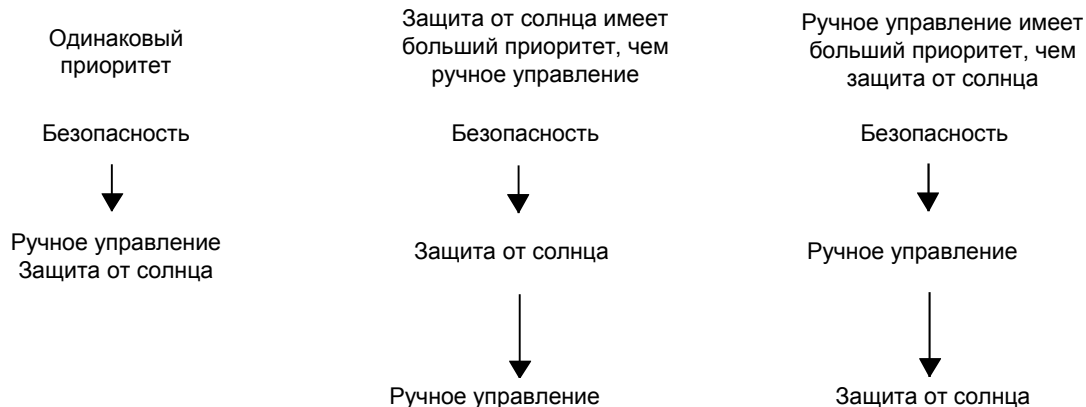 Одинаковый
приоритет
Безопасность
Ручное управление
Защита от солнца
Защита от солнца имеет
больший приоритет, чем
ручное управление
Безопасность
Защита от солнца
Ручное управление
Ручное управление имеет
больший приоритет, чем
защита от солнца
Безопасность
Ручное управление
Защита от солнца